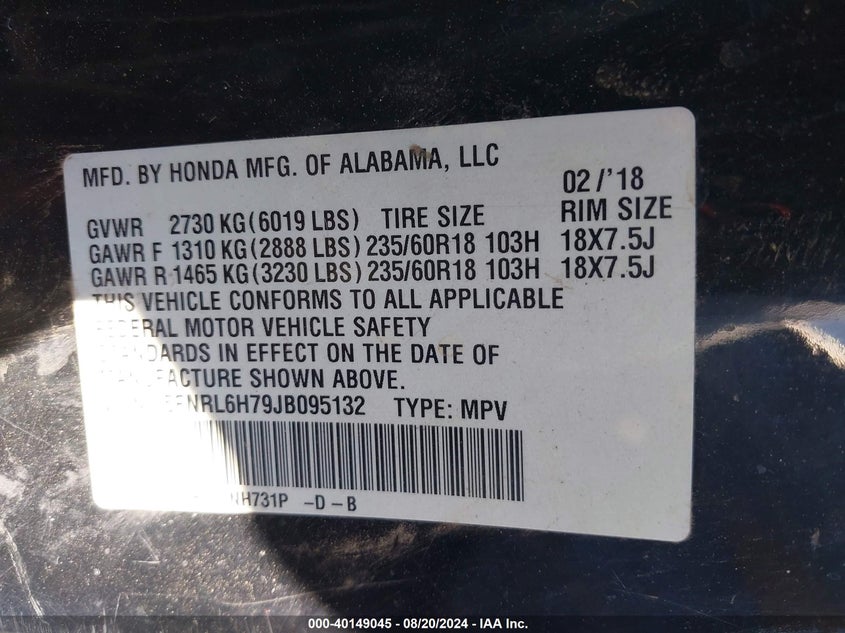 MFD. BY HONDA MFG. OF ALABAMA, LLC
02/'18
GVWR 2730 KG(6019 LBS) TIRE SIZE RIM SIZE
GAWR F 1310 KG(2888 LBS) 235/60R18 103H 18X7.5J
GAWR R 1465 KG(3230 LBS) 235/60R18 103H 18X7.5J
THIS VEHICLE CONFORMS TO ALL APPLICABLE
FEDERAL MOTOR VEHICLE SAFETY
STANDARDS IN EFFECT ON THE DATE OF
MANUFACTURE SHOWN ABOVE.
5FNRL6H79JB095132 TYPE: MPV
NH731P -D-B
000-40149045 - 08/20/2024 - IAA Inc.